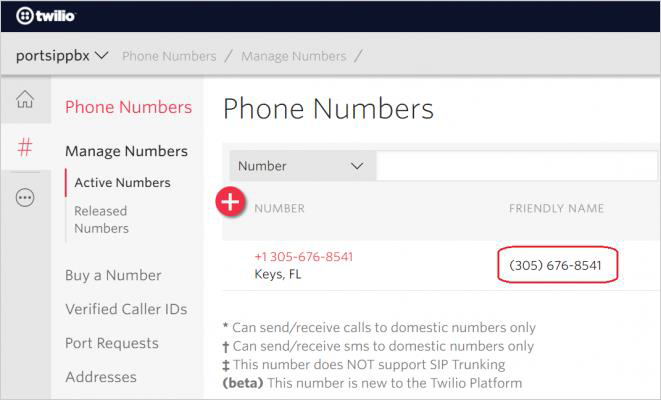 twilio
portsippbx Phone Numbers / Manage Numbers /
Phone Numbers
Manage Numbers
Active Numbers
Released
Numbers
Buy a Number
Verified Caller IDs
Port Requests
Addresses
Phone Numbers
Number
NUMBER FRIENDLY NAME
+1 305-676-8541 (305) 676-8541
Keys, FL
* Can send/receive calls to domestic numbers only
† Can send/receive sms to domestic numbers only
‡ This number does NOT support SIP Trunking
(beta) This number is new to the Twilio Platform